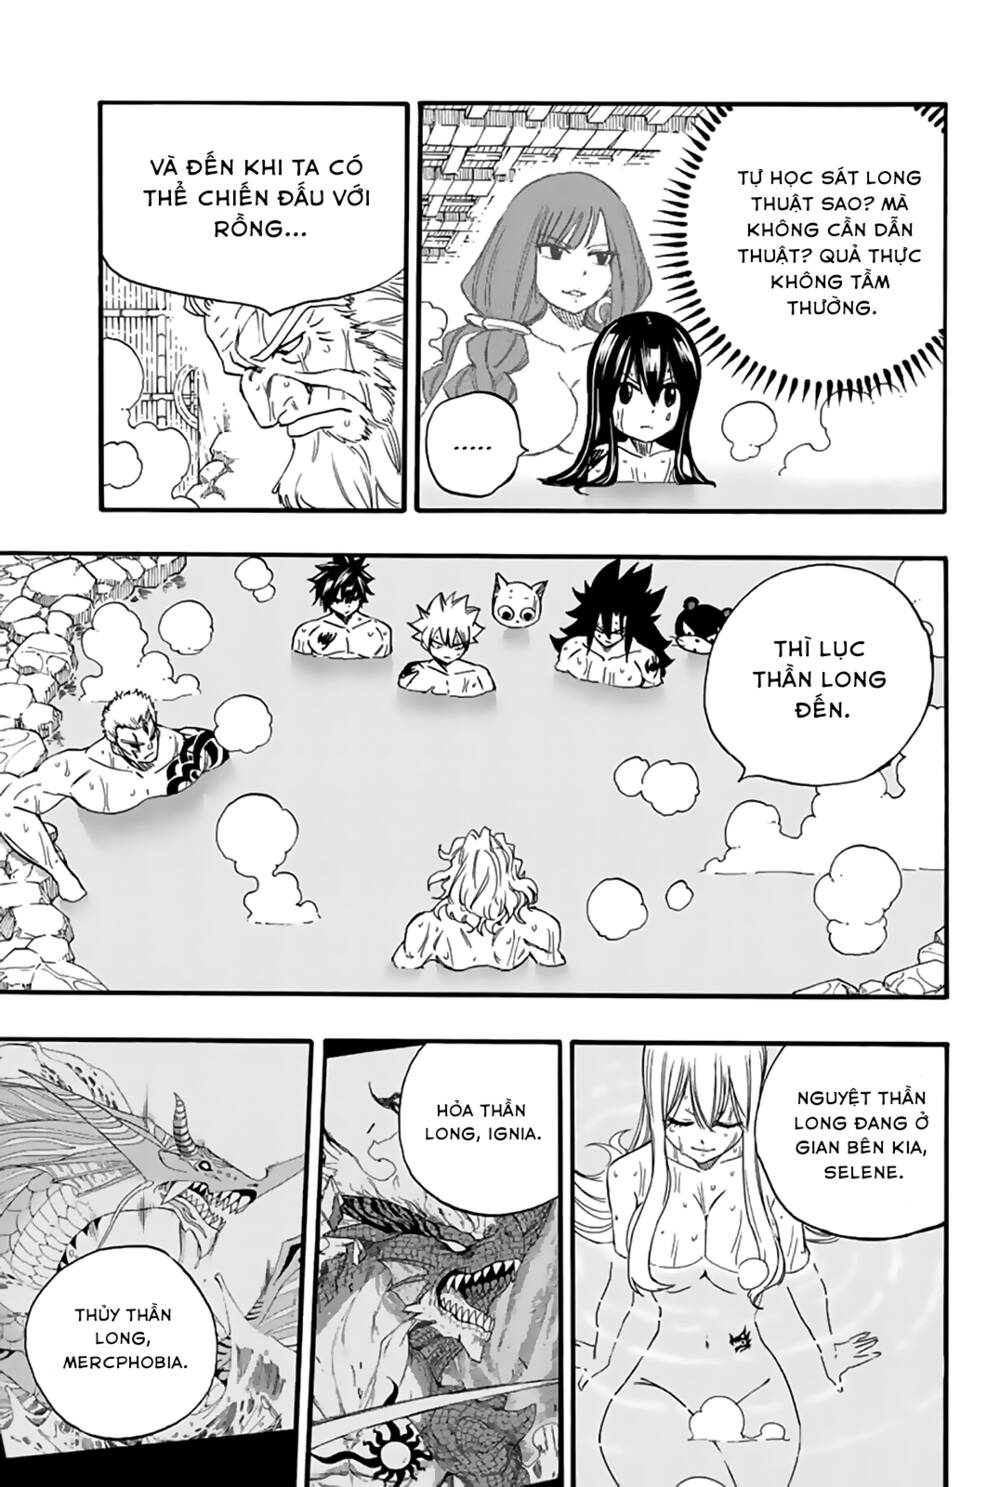 TỰ HỌC SÁT LONG
THUẬT SAO? MÀ
KHÔNG CẦN DẪN
THUẬT? QUẢ THỰC
KHÔNG TẦM
THƯỜNG.
......
VÀ ĐẾN KHI TA CÓ
THỂ CHIẾN ĐẤU VỚI
RỒNG...
THÌ LỤC
THẦN LONG
ĐẾN.
NGUYỆT THẦN
LONG ĐANG Ở
GIAN BÊN KIA,
SELENE.
HỎA THẦN
LONG, IGNIA.
THỦY THẦN
LONG,
MERCPHOBIA.